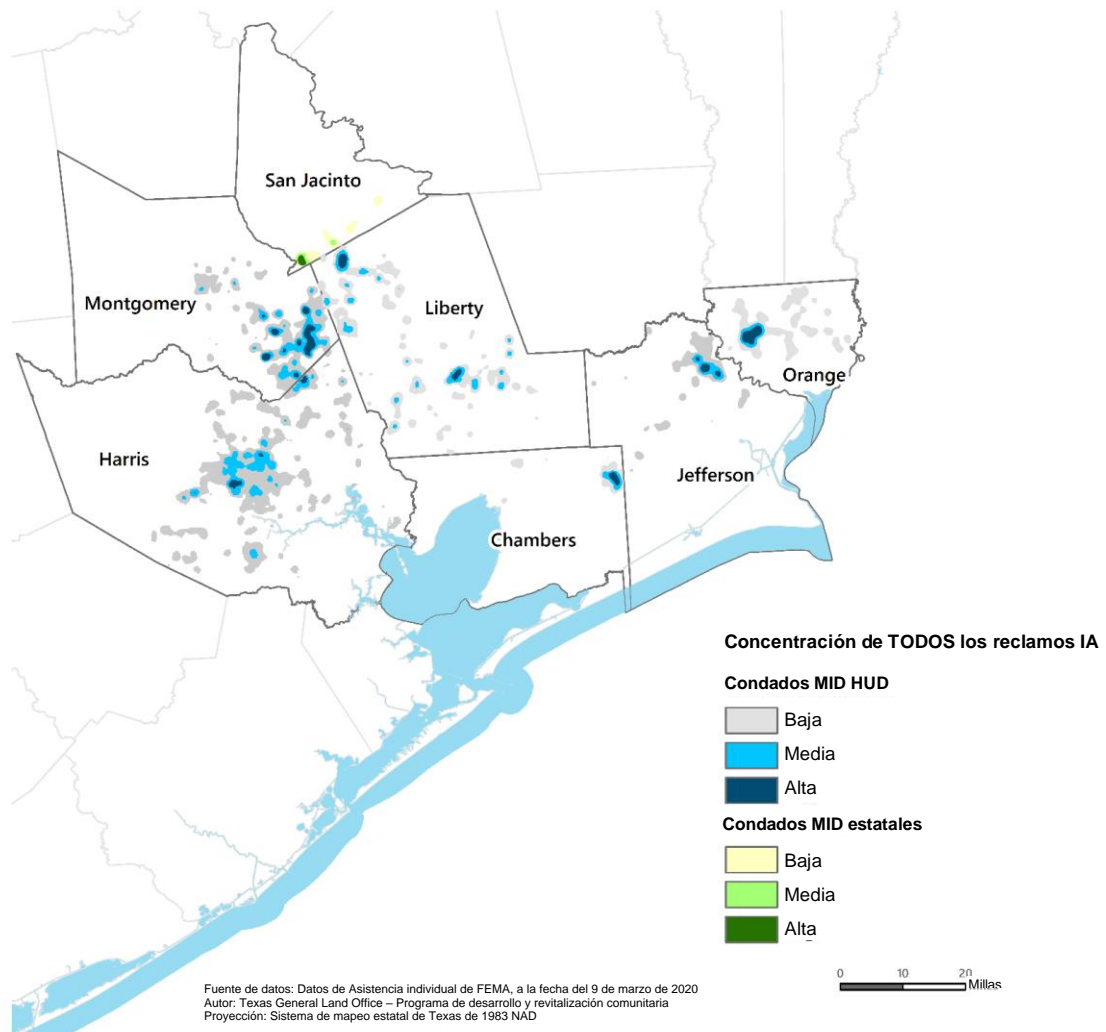 San Jacinto
Montgomery
Liberty
Orange
Harris
Jefferson
Chambers
Concentración de TODOS los reclamos IA
Condados MID HUD
Baja
Media
Alta
Condados MID estatales
Baja
Media
Alta
0 10 20 Millas
Fuente de datos: Datos de Asistencia individual de FEMA, a la fecha del 9 de marzo de 2020
Autor: Texas General Land Office – Programa de desarrollo y revitalización comunitaria
Proyección: Sistema de mapeo estatal de Texas de 1983 NAD